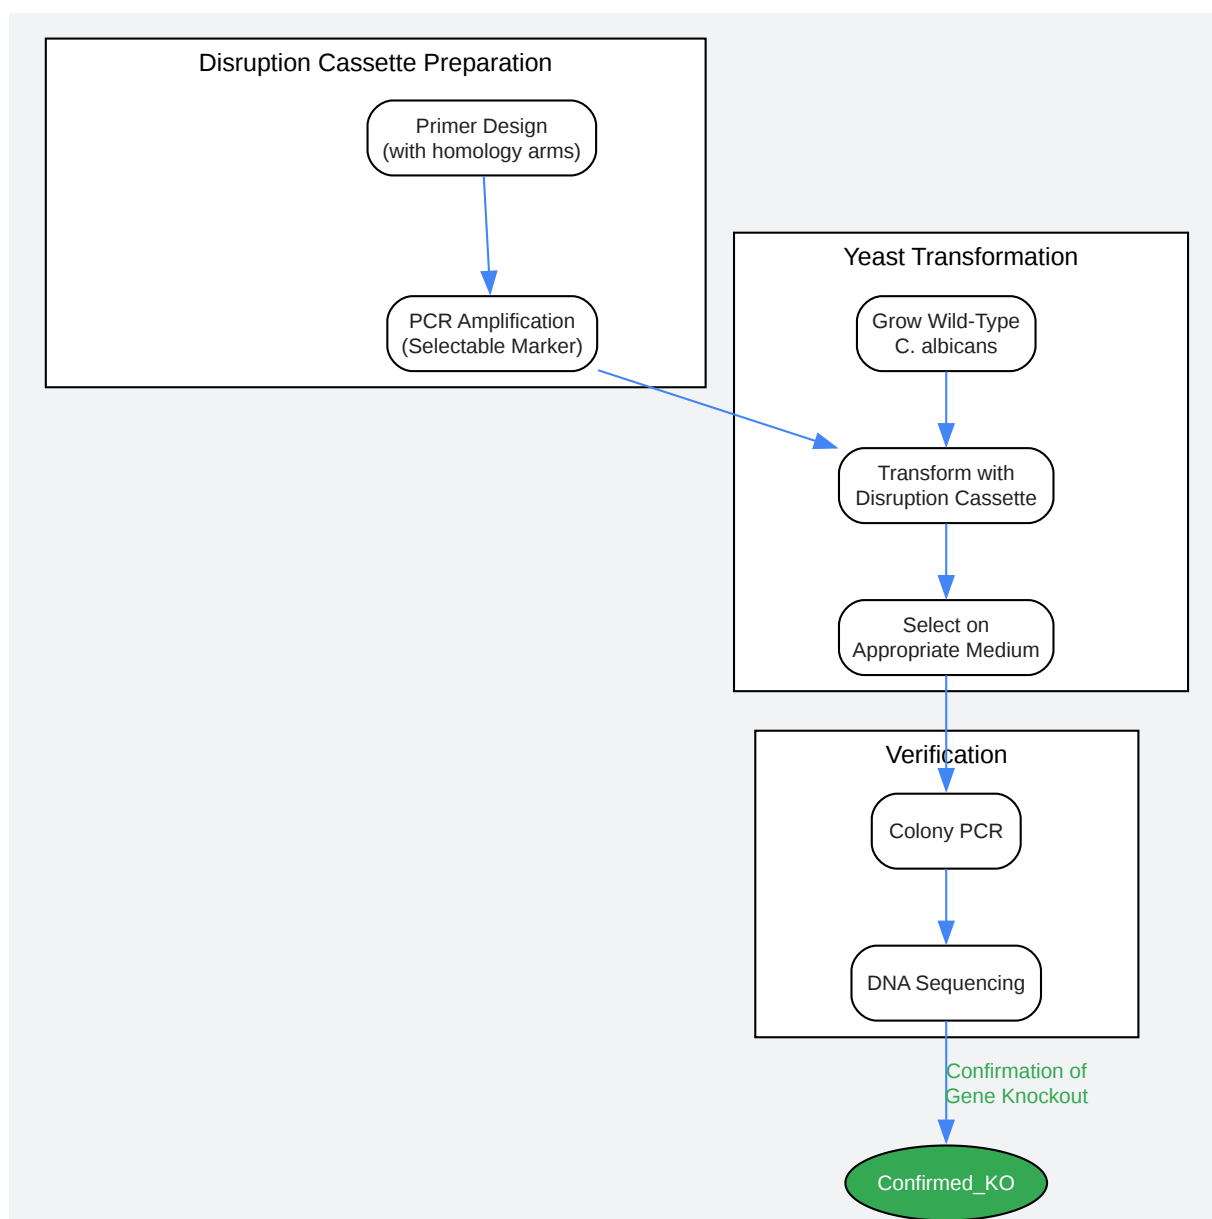 Disruption Cassette Preparation
Primer Design
(with homology arms)
PCR Amplification
(Selectable Marker)
Yeast Transformation
Grow Wild-Type
C. albicans
Transform with
Disruption Cassette
Select on
Appropriate Medium
Verification
Colony PCR
DNA Sequencing
Confirmation of
Gene Knockout
Confirmed_KO